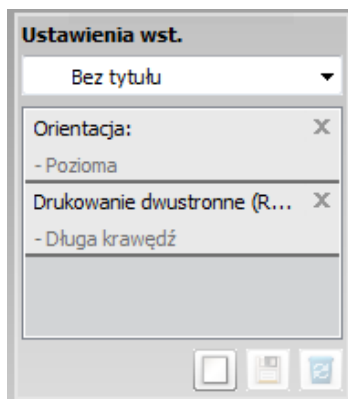 Ustawienia wst.
Bez tytułu
Orientacja:
- Pozioma
Drukowanie dwustronne (R...
- Długa krawędź